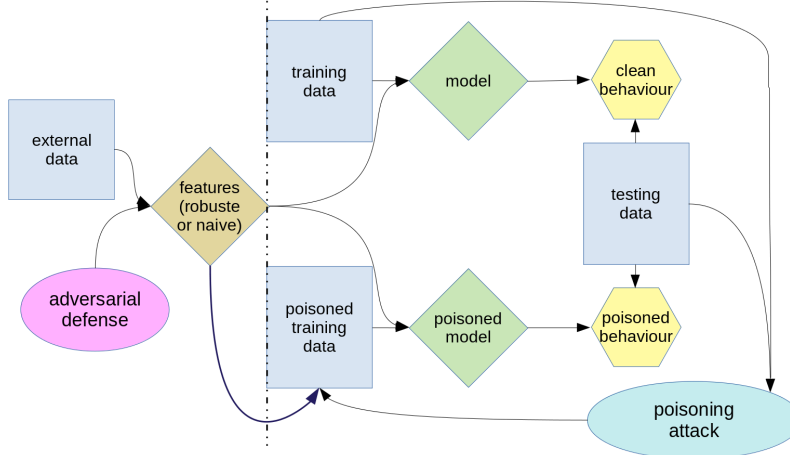 training
data
model
clean
behaviour
external
data
features
(robuste
or naive)
testing
data
adversarial
defense
poisoned
training
data
poisoned
model
poisoned
behaviour
poisoning
attack